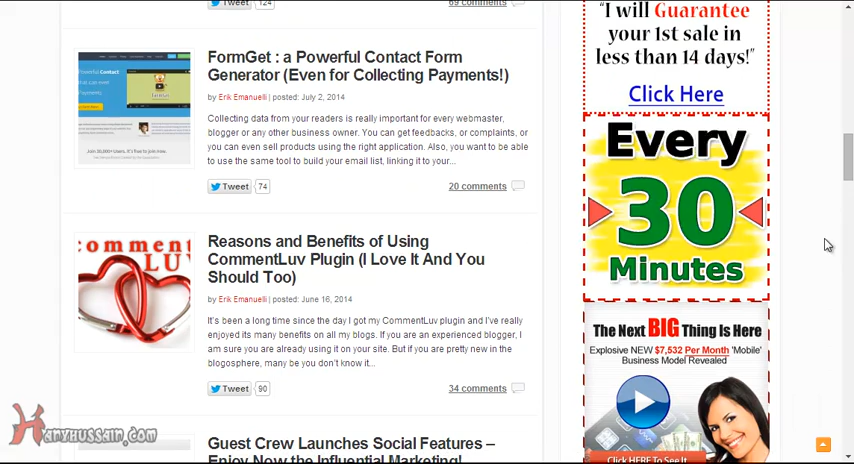 Tweet 124
69 comments
FormGet : a Powerful Contact Form
Generator (Even for Collecting Payments!)
by Erik Emanuelli | posted: July 2, 2014
Collecting data from your readers is really important for every webmaster,
blogger or any other business owner. You can get feedbacks, or complaints, or
you can even sell products using the right application. Also, you want to be able
to use the same tool to build your email list, linking it to your...
Tweet 74
20 comments
Powerful Contact
comment
LUV
Reasons and Benefits of Using
CommentLuv Plugin (I Love It And You
Should Too)
by Erik Emanuelli | posted: June 16, 2014
It's been a long time since the day I got my CommentLuv plugin and I've really
enjoyed its many benefits on all my blogs. If you are an experienced blogger, I
am sure you are already using it on your site. But if you are pretty new in the
blogosphere, many be you don't know it...
Tweet 90
34 comments
Guest Crew Launches Social Features –
Enjoy Now the Influential Marketing!
"I will Guarantee
your 1st sale in
less than 14 days!"
Click Here
Every
30
Minutes
The Next BIG Thing Is Here
Explosive NEW $7,532 Per Month 'Mobile'
Business Model Revealed
Click HERE To See It
Hanyhussain.com